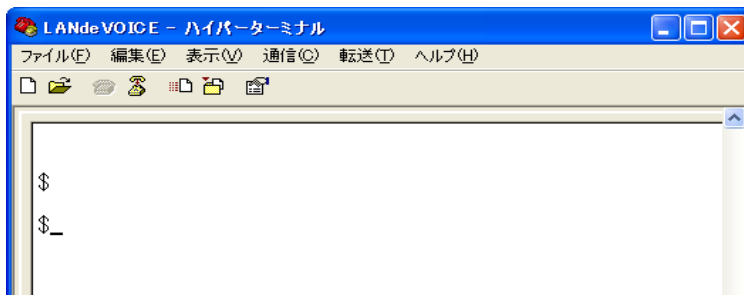 LANdeVOICE - ハイパーターミナル
ファイル(F) 編集(E) 表示(V) 通信(C) 転送(T) ヘルプ(H)
$
$_